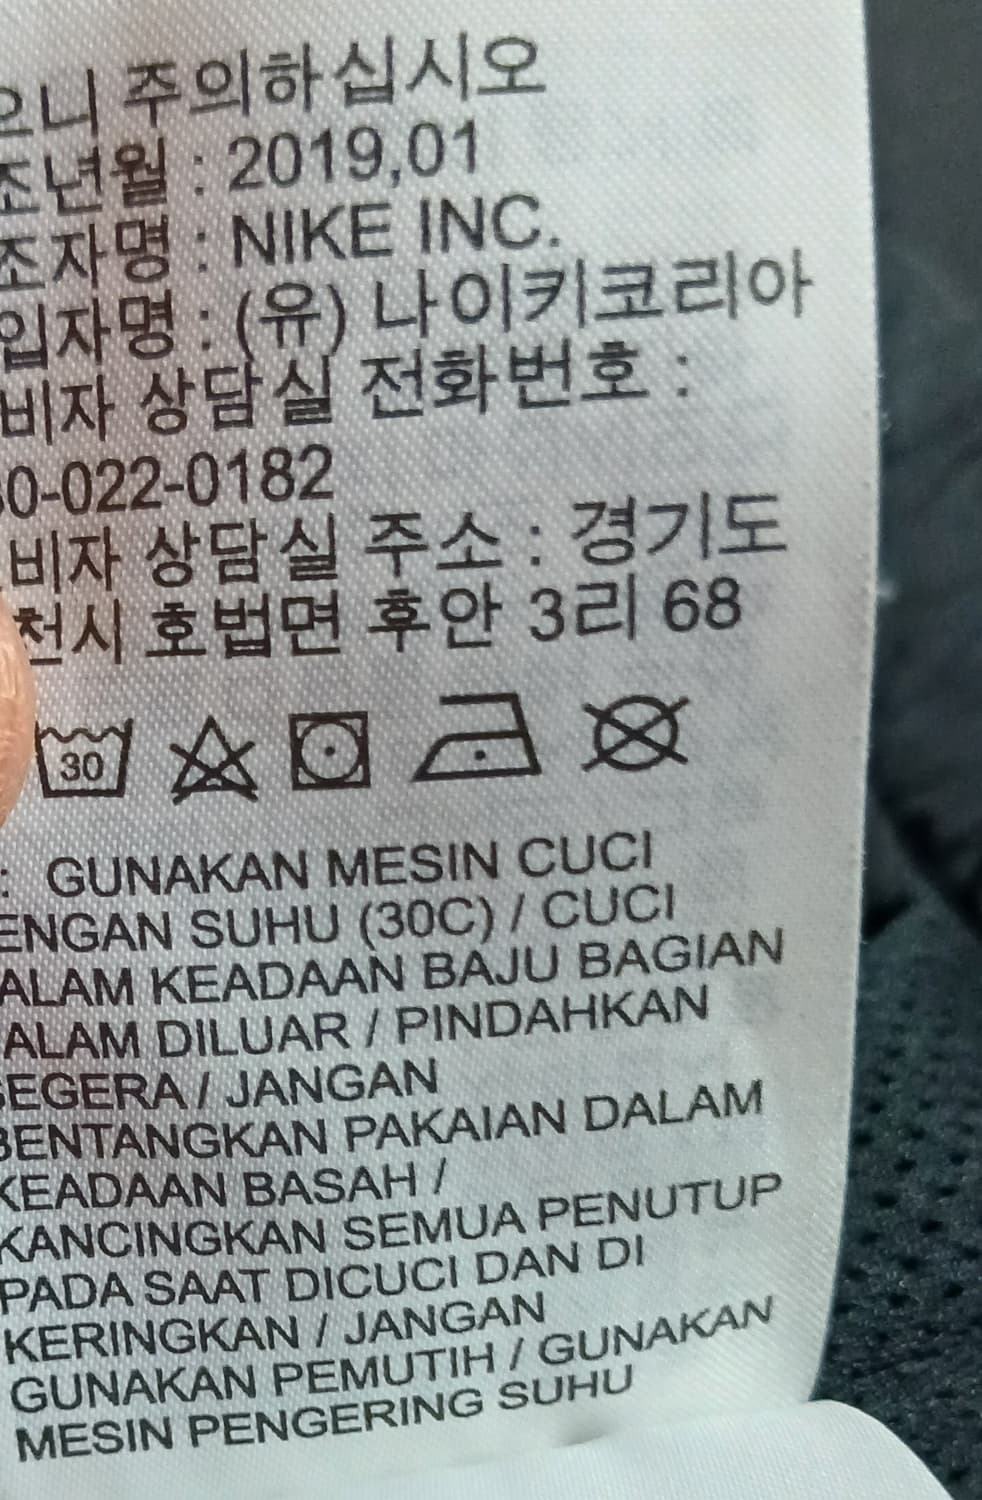 으니 주의하십시오
조년월 : 2019,01
조자명 : NIKE INC.
입자명 : (유) 나이키코리아
비자 상담실 전화번호 :
0-022-0182
비자 상담실 주소 : 경기도
천시 호법면 후안 3리 68
30
: GUNAKAN MESIN CUCI
ENGAN SUHU (30C) / CUCI
ALAM KEADAAN BAJU BAGIAN
ALAM DILUAR / PINDAHKAN
SEGERA / JANGAN
BENTANGKAN PAKAIAN DALAM
KEADAAN BASAH /
KANCINGKAN SEMUA PENUTUP
PADA SAAT DICUCI DAN DI
KERINGKAN / JANGAN
GUNAKAN PEMUTIH / GUNAKAN
MESIN PENGERING SUHU